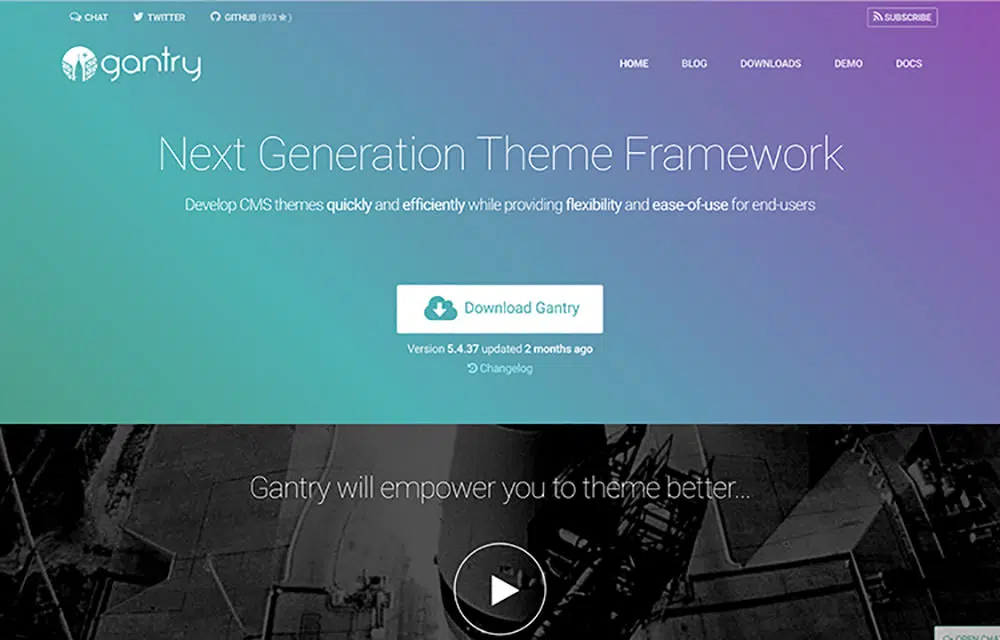 CHAT TWITTER GITHUB (893 ★) SUBSCRIBE
gantry HOME BLOG DOWNLOADS DEMO DOCS
Next Generation Theme Framework
Develop CMS themes quickly and efficiently while providing flexibility and ease-of-use for end-users
Download Gantry
Version 5.4.37 updated 2 months ago
Changelog
Gantry will empower you to theme better...
OPEN